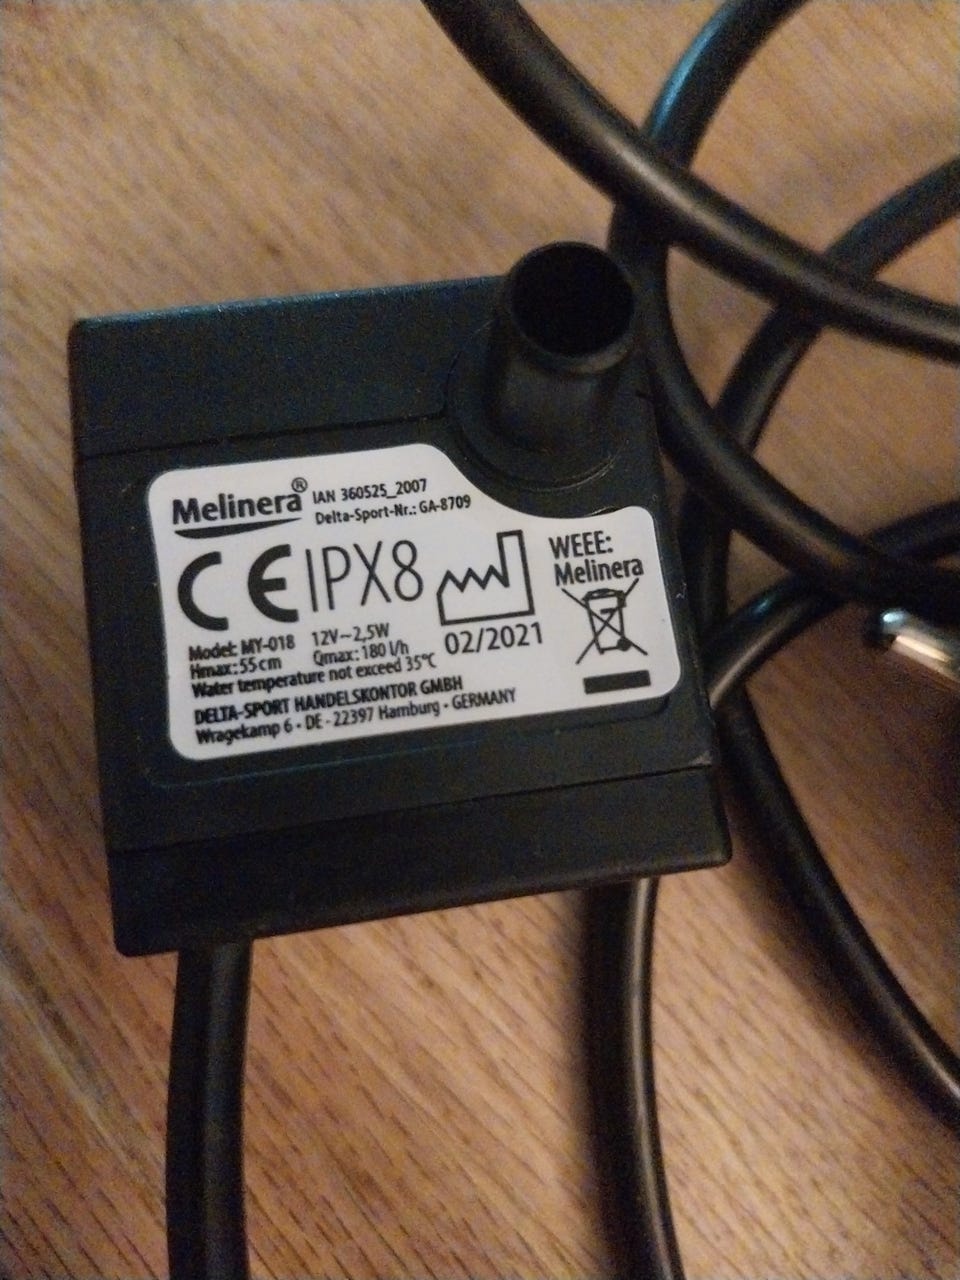 Melinera® IAN 360525_2007
Delta-Sport-Nr.: GA-8709
CE IPX8
WEEE:
Melinera
Model: MY-018 12V~2,5W
Hmax: 55cm Qmax: 180 l/h
02/2021
Water temperature not exceed 35°C
DELTA-SPORT HANDELSKONTOR GMBH
Wragekamp 6 • DE - 22397 Hamburg • GERMANY